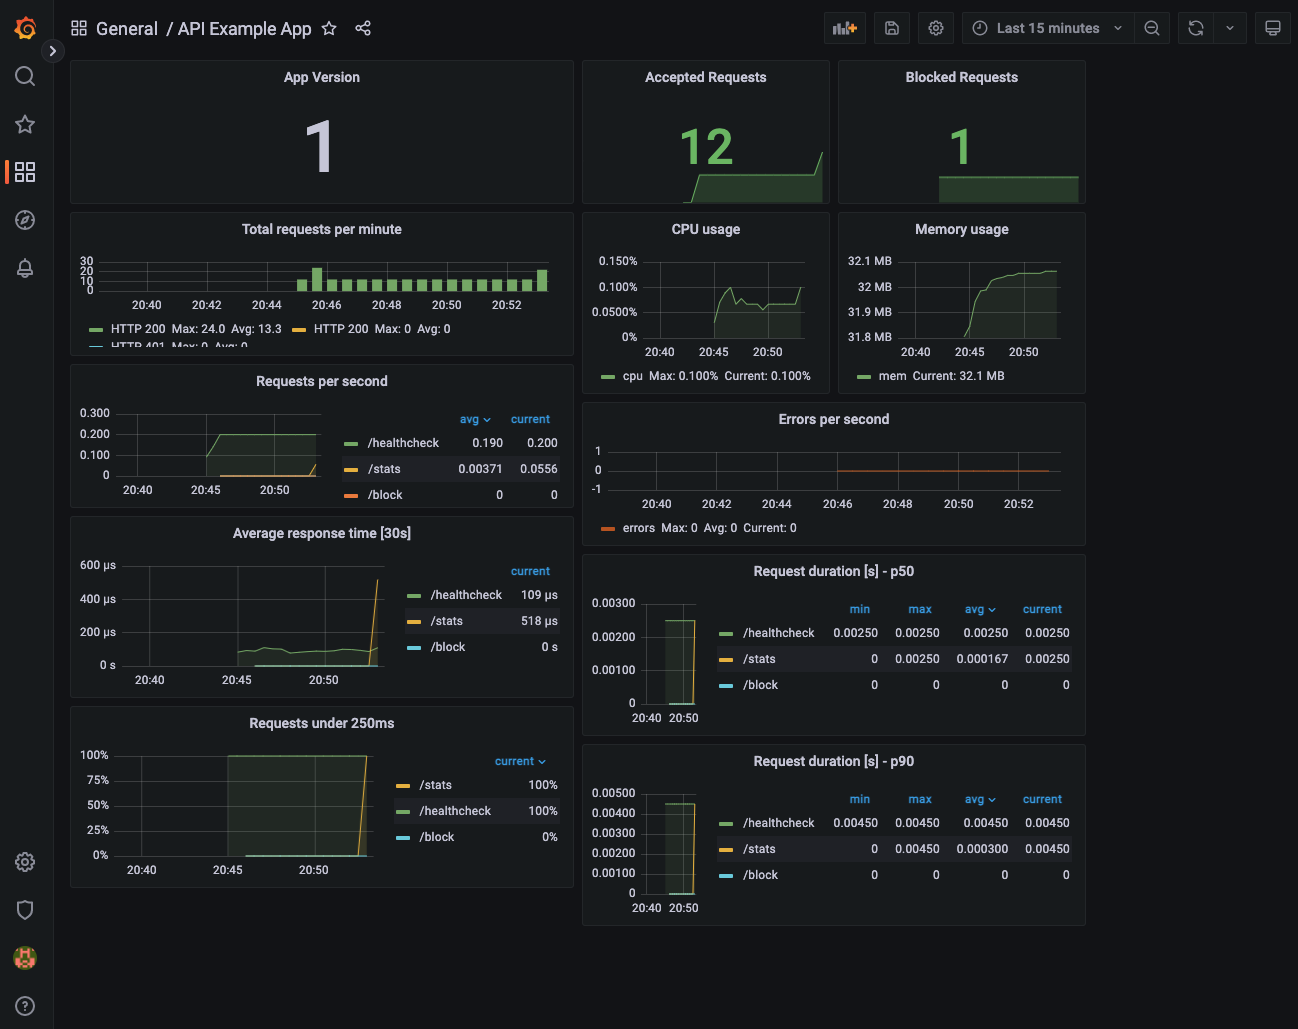 General / API Example App
Last 15 minutes
App Version
1
Accepted Requests
12
Blocked Requests
1
Total requests per minute
30
20
10
0
20:40 20:42 20:44 20:46 20:48 20:50 20:52
HTTP 200 Max: 24.0 Avg: 13.3 HTTP 200 Max: 0 Avg: 0
HTTP 401 Max: 0 Avg: 0
CPU usage
0.150%
0.100%
0.0500%
0%
20:40 20:45 20:50
cpu Max: 0.100% Current: 0.100%
Memory usage
32.1 MB
32 MB
31.9 MB
31.8 MB
20:40 20:45 20:50
mem Current: 32.1 MB
Requests per second
0.300
0.200
0.100
0
20:40 20:45 20:50
avg current
/healthcheck 0.190 0.200
/stats 0.00371 0.0556
/block 0 0
Errors per second
1
0
-1
20:40 20:42 20:44 20:46 20:48 20:50 20:52
errors Max: 0 Avg: 0 Current: 0
Average response time [30s]
600 µs
400 µs
200 µs
0 s
20:40 20:45 20:50
current
/healthcheck 109 µs
/stats 518 µs
/block 0 s
Request duration [s] - p50
0.00300
0.00200
0.00100
0
20:40 20:50
min max avg current
/healthcheck 0.00250 0.00250 0.00250 0.00250
/stats 0 0.00250 0.000167 0.00250
/block 0 0 0 0
Requests under 250ms
100%
75%
50%
25%
0%
20:40 20:45 20:50
current
/stats 100%
/healthcheck 100%
/block 0%
Request duration [s] - p90
0.00500
0.00400
0.00300
0.00200
0.00100
0
20:40 20:50
min max avg current
/healthcheck 0.00450 0.00450 0.00450 0.00450
/stats 0 0.00450 0.000300 0.00450
/block 0 0 0 0